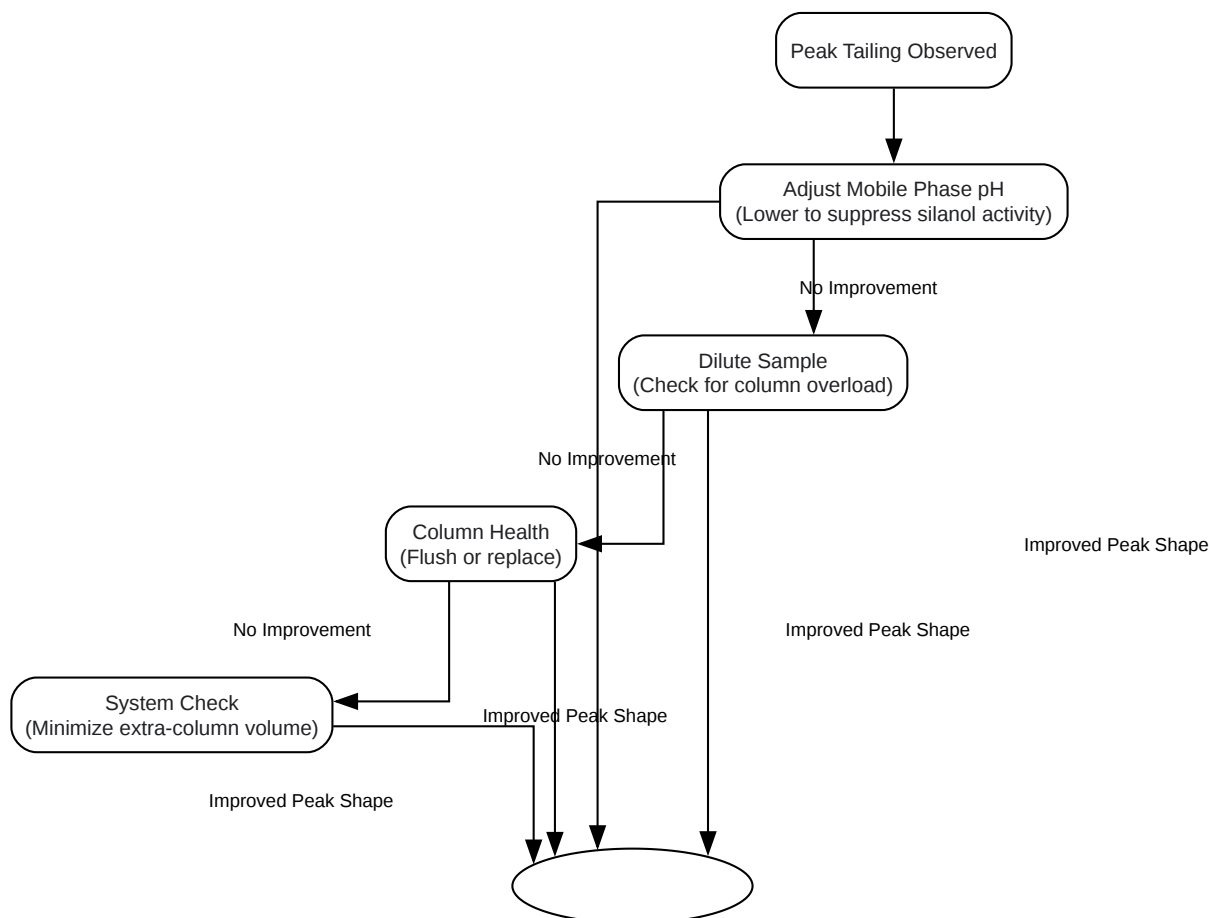 Peak Tailing Observed
Adjust Mobile Phase pH
(Lower to suppress silanol activity)
No Improvement
Dilute Sample
(Check for column overload)
No Improvement
Column Health
(Flush or replace)
Improved Peak Shape
No Improvement
Improved Peak Shape
System Check
(Minimize extra-column volume)
Improved Peak Shape
Improved Peak Shape